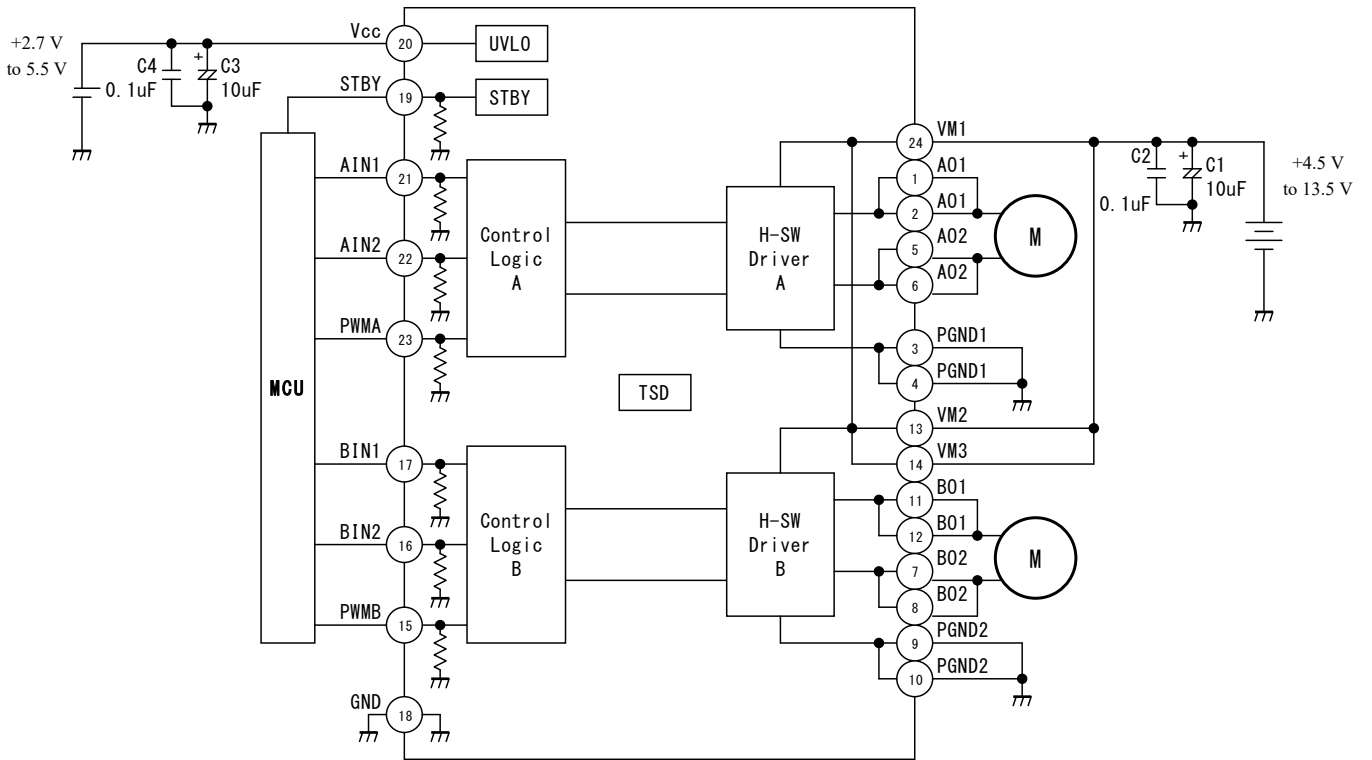 +2.7 V
to 5.5 V
C4
0.1uF
+
C3
10uF
Vcc
20
UVLO
STBY
19
STBY
MCU
AIN1
21
AIN2
22
PWMA
23
Control
Logic
A
H-SW
Driver
A
24
VM1
1
AO1
2
AO1
5
AO2
6
AO2
M
3
PGND1
4
PGND1
C2
0.1uF
+
C1
10uF
+4.5 V
to 13.5 V
TSD
BIN1
17
BIN2
16
PWMB
15
Control
Logic
B
H-SW
Driver
B
13
VM2
14
VM3
11
BO1
12
BO1
7
BO2
8
BO2
M
9
PGND2
10
PGND2
GND
18